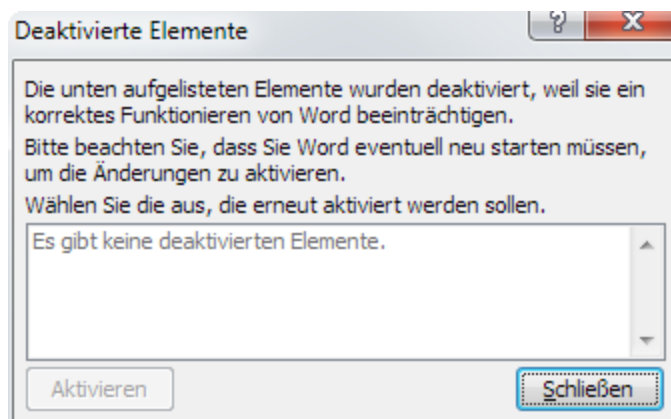 Deaktivierte Elemente
Die unten aufgelisteten Elemente wurden deaktiviert, weil sie ein
korrektes Funktionieren von Word beeinträchtigen.
Bitte beachten Sie, dass Sie Word eventuell neu starten müssen,
um die Änderungen zu aktivieren.
Wählen Sie die aus, die erneut aktiviert werden sollen.
Es gibt keine deaktivierten Elemente.
Aktivieren
Schließen